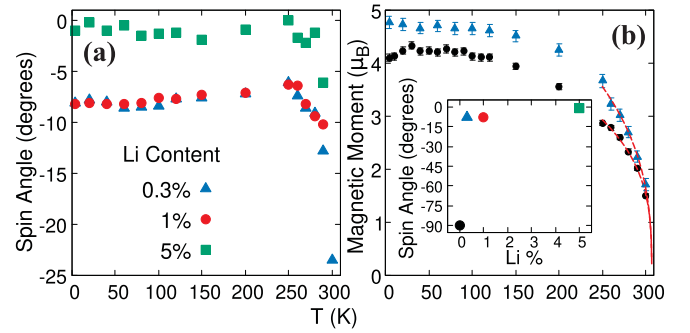 0
-5
-10
-15
-20
-25
Spin Angle (degrees)
(a)
Li Content
0.3%
1%
5%
0 50 100 150 200 250 300
T (K)
5
4
3
2
1
0
Magnetic Moment (μB)
(b)
0
-15
-30
-45
-60
-75
-90
Spin Angle (degrees)
0 1 2 3 4 5
Li %
0 50 100 150 200 250 300